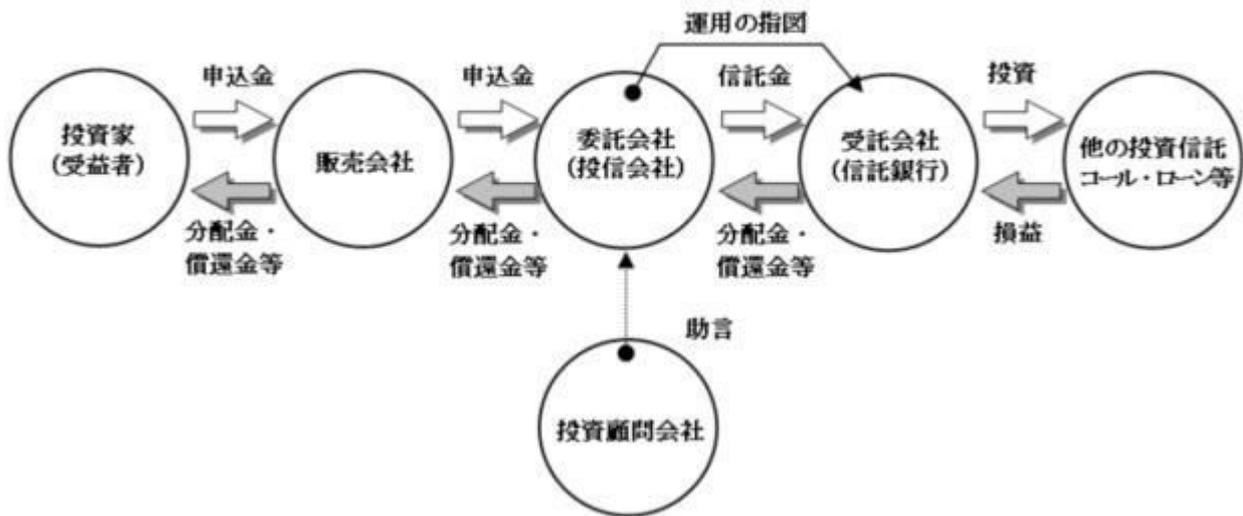 運用の指図
申込金
申込金
信託金
投資
投資家
(受益者)
販売会社
委託会社
(投信会社)
受託会社
(信託銀行)
他の投資信託
コール・ローン等
分配金・
償還金等
分配金・
償還金等
分配金・
償還金等
損益
助言
投資顧問会社